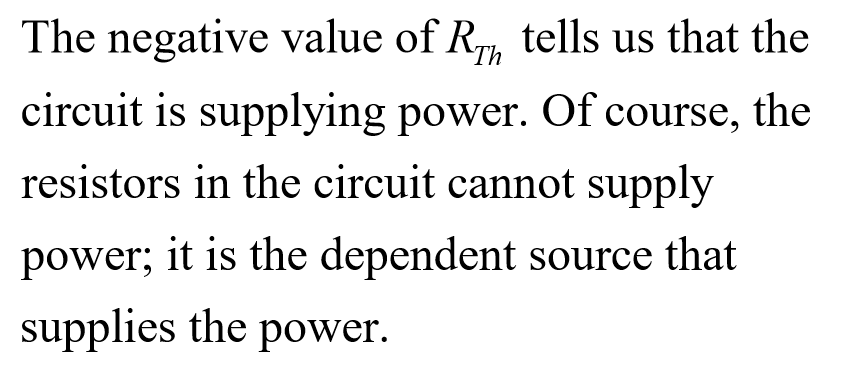 The negative value of R_Th tells us that the
circuit is supplying power. Of course, the
resistors in the circuit cannot supply
power; it is the dependent source that
supplies the power.